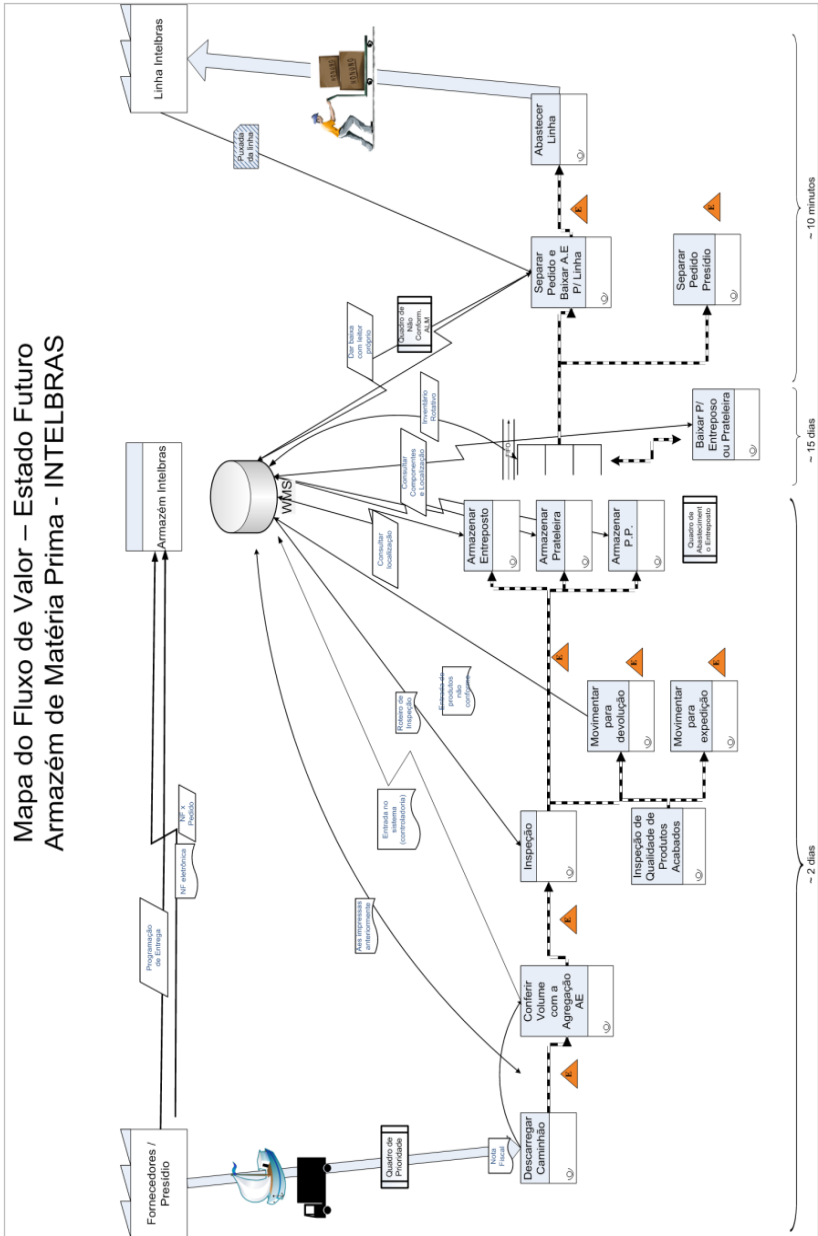 Mapa do Fluxo de Valor – Estado Futuro
Armazém de Matéria Prima - INTELBRAS
Fornecedores /
Presídio
Programação
de Entrega
NF eletrônica
NF x
Pedido
Armazém Intelbras
Linha Intelbras
Puxada
da linha
Quadro de
Prioridade
Nota
Fiscal
Aes impressas
anteriormente
Entrada no
sistema
(controladoria)
Roteiro de
Inspeção
Entrada de
produtos
não
conforme
WMS
Consultar
localização
Consultar
Componentes
e Localização
Inventário
Rotativo
Dar baixa
com leitor
próprio
Quadro de
Não
Conform.
ALM
Descarregar
Caminhão
E
Conferir
Volume
com a
Agregação
AE
E
Inspeção
E
Inspeção de
Qualidade de
Produtos
Acabados
Movimentar
para
devolução
E
Movimentar
para
expedição
E
Armazenar
Entreposto
Armazenar
Prateleira
Armazenar
P.P.
Quadro de
Abasteciment
o Entreposto
Baixar P/
Entreposo
ou Prateleira
Separar
Pedido e
Baixar A.E
P/ Linha
E
Separar
Pedido
Presídio
E
Abastecer
Linha
~ 2 dias
~ 15 dias
~ 10 minutos